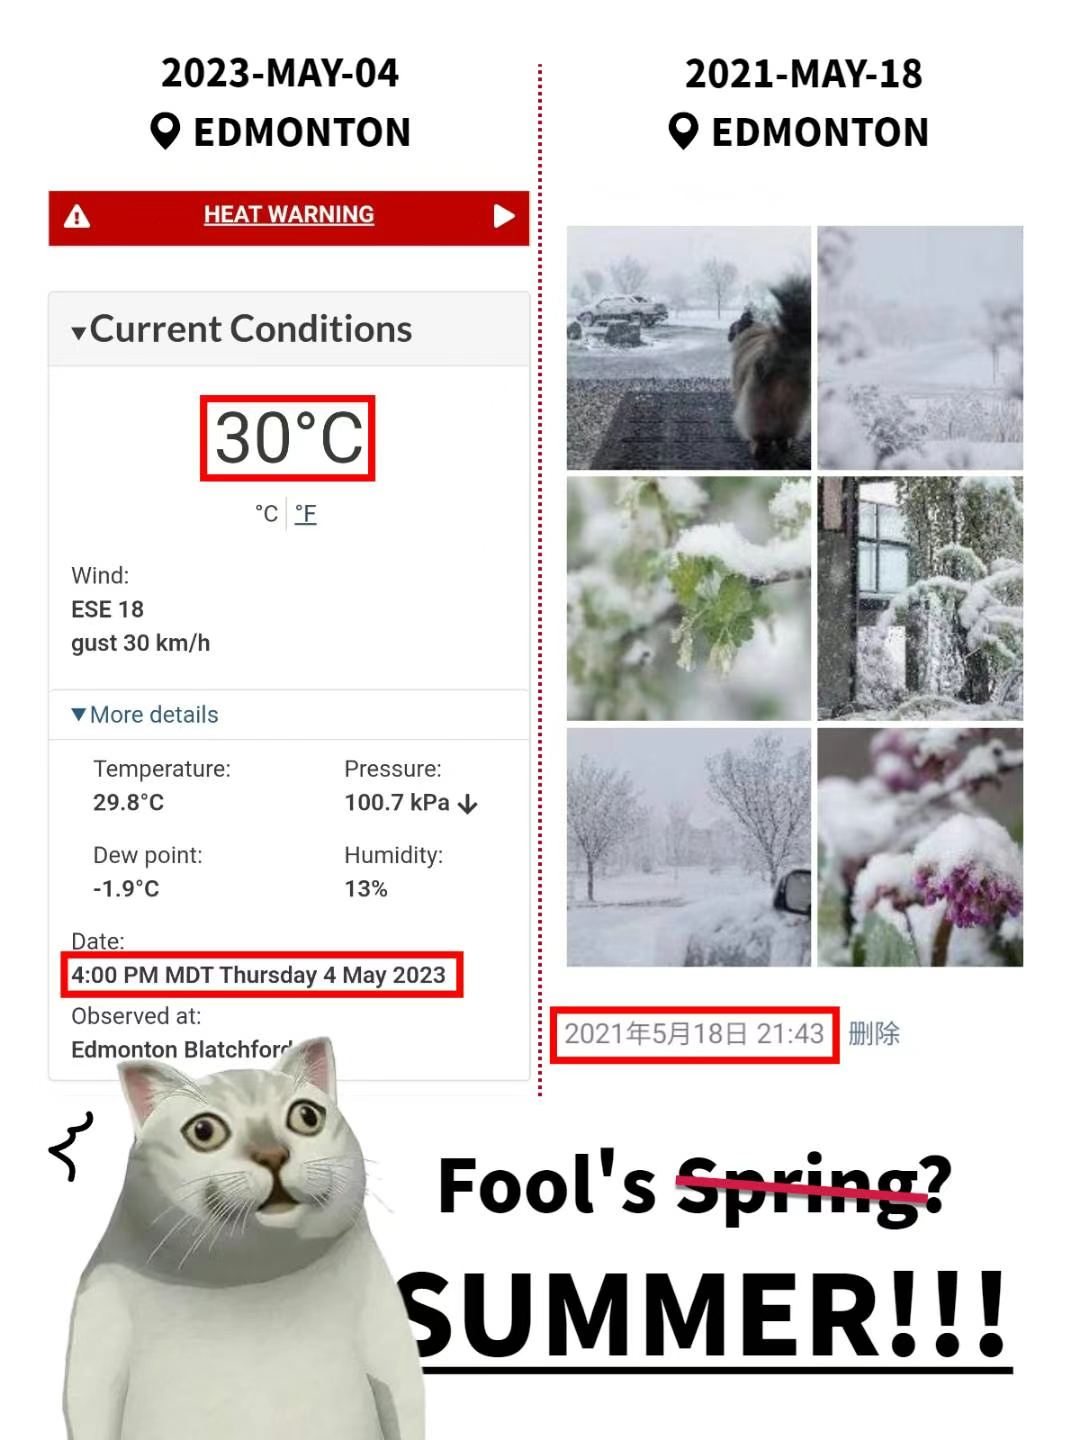 2023-MAY-04
EDMONTON
HEAT WARNING
▾Current Conditions
30°C
°C | °F
Wind:
ESE 18
gust 30 km/h
▼More details
Temperature:
29.8°C
Pressure:
100.7 kPa ↓
Dew point:
-1.9°C
Humidity:
13%
Date:
4:00 PM MDT Thursday 4 May 2023
Observed at:
Edmonton Blatchford
2021-MAY-18
EDMONTON
2021年5月18日 21:43 删除
Fool's Spring?
SUMMER!!!